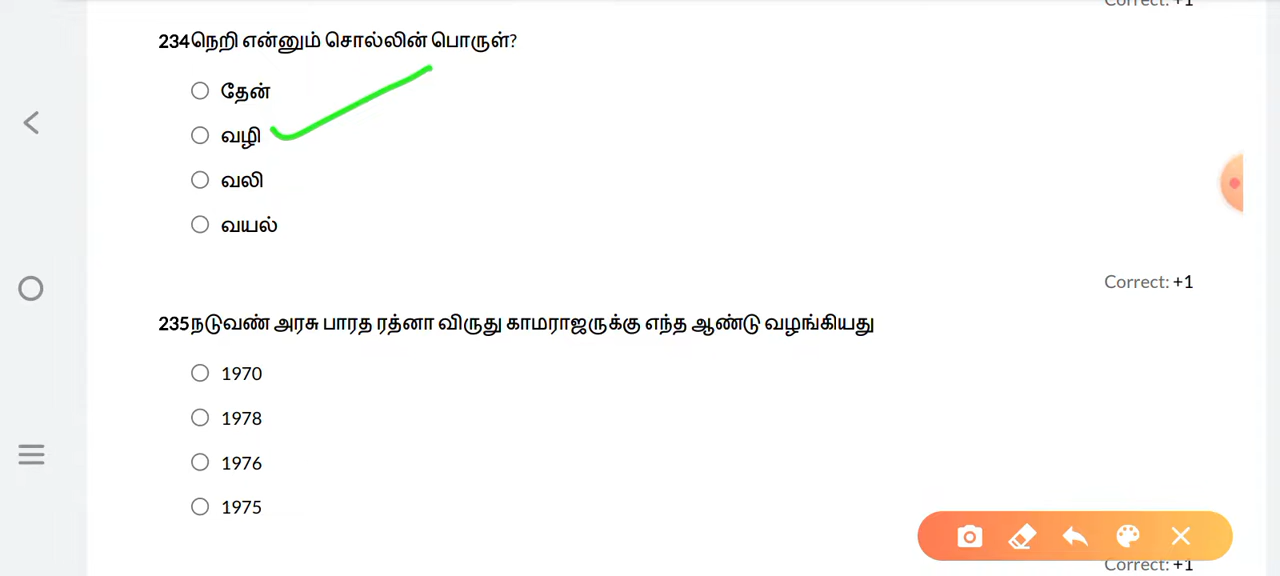 Correct: +1
234நெறி என்னும் சொல்லின் பொருள்?
தேன்
வழி
வலி
வயல்
Correct: +1
235நடுவண் அரசு பாரத ரத்னா விருது காமராஜருக்கு எந்த ஆண்டு வழங்கியது
1970
1978
1976
1975
Correct: +1